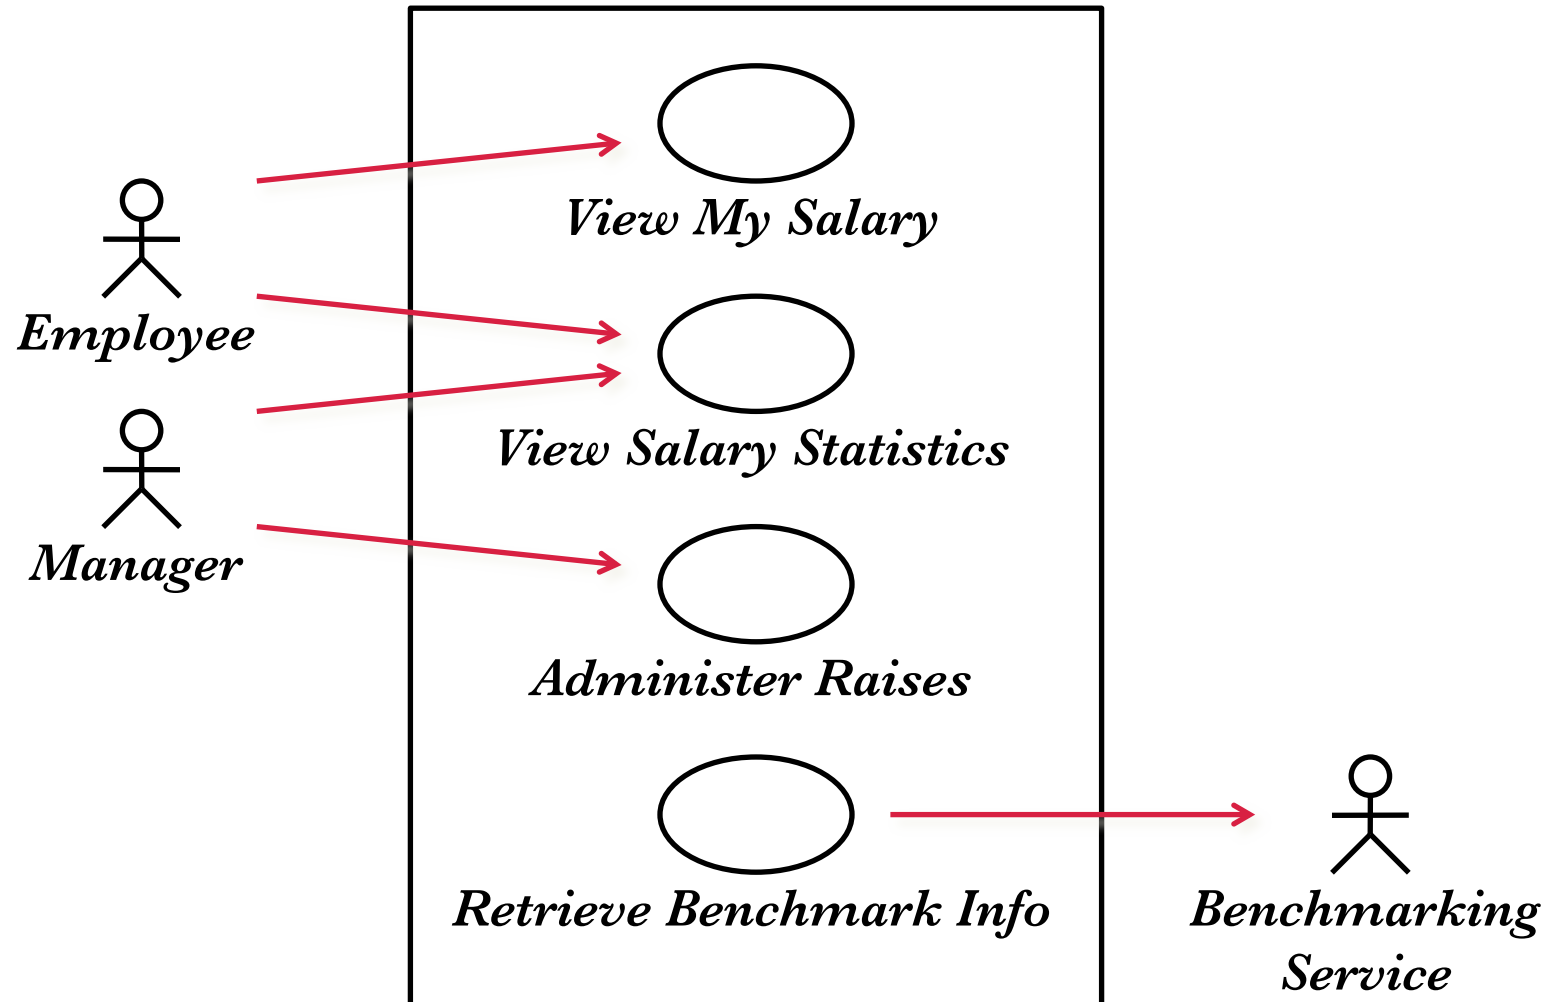 View My Salary
Employee
View Salary Statistics
Manager
Administer Raises
Retrieve Benchmark Info
Benchmarking
Service